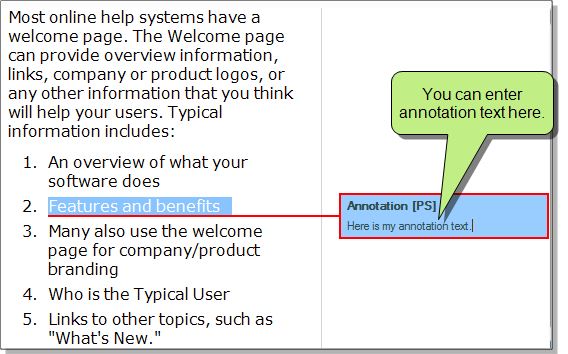 Most online help systems have a
welcome page. The Welcome page
can provide overview information,
links, company or product logos, or
any other information that you think
will help your users. Typical
information includes:
1. An overview of what your
software does
2. Features and benefits
3. Many also use the welcome
page for company/product
branding
4. Who is the Typical User
5. Links to other topics, such as
"What's New."
You can enter
annotation text here.
Annotation [PS]
Here is my annotation text.